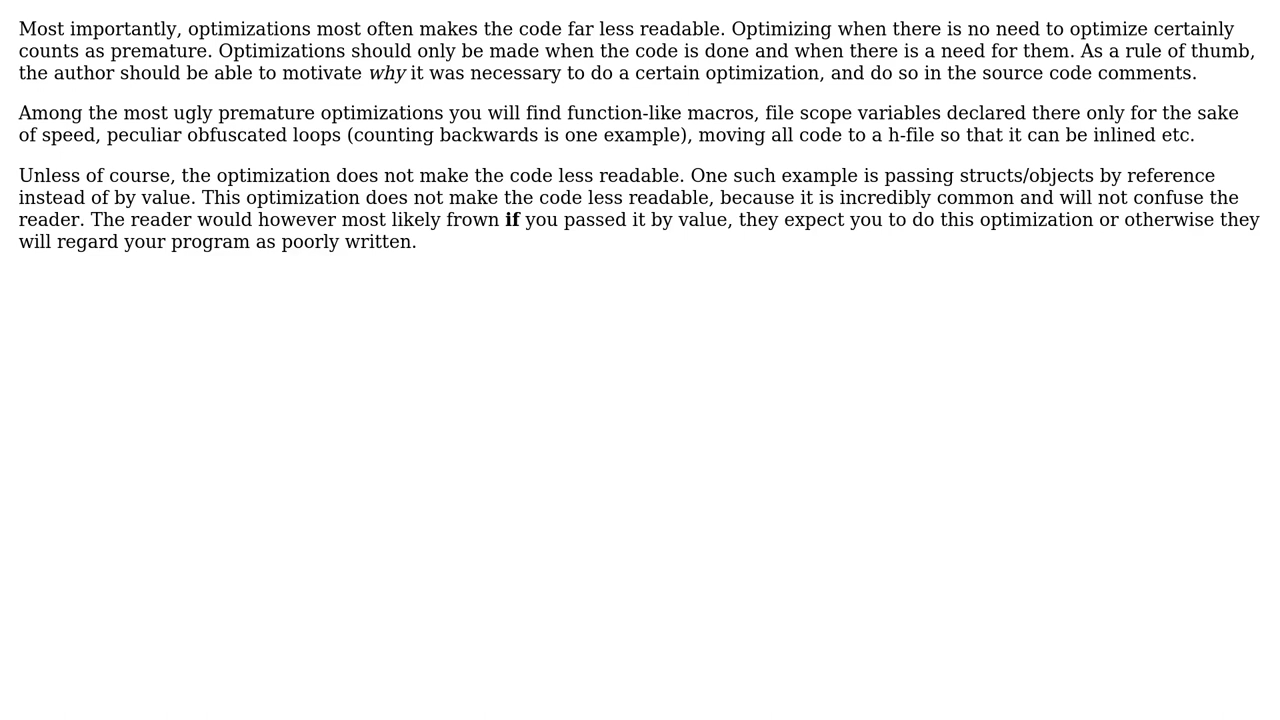 Most importantly, optimizations most often makes the code far less readable. Optimizing when there is no need to optimize certainly
counts as premature. Optimizations should only be made when the code is done and when there is a need for them. As a rule of thumb,
the author should be able to motivate why it was necessary to do a certain optimization, and do so in the source code comments.
Among the most ugly premature optimizations you will find function-like macros, file scope variables declared there only for the sake
of speed, peculiar obfuscated loops (counting backwards is one example), moving all code to a h-file so that it can be inlined etc.
Unless of course, the optimization does not make the code less readable. One such example is passing structs/objects by reference
instead of by value. This optimization does not make the code less readable, because it is incredibly common and will not confuse the
reader. The reader would however most likely frown if you passed it by value, they expect you to do this optimization or otherwise they
will regard your program as poorly written.